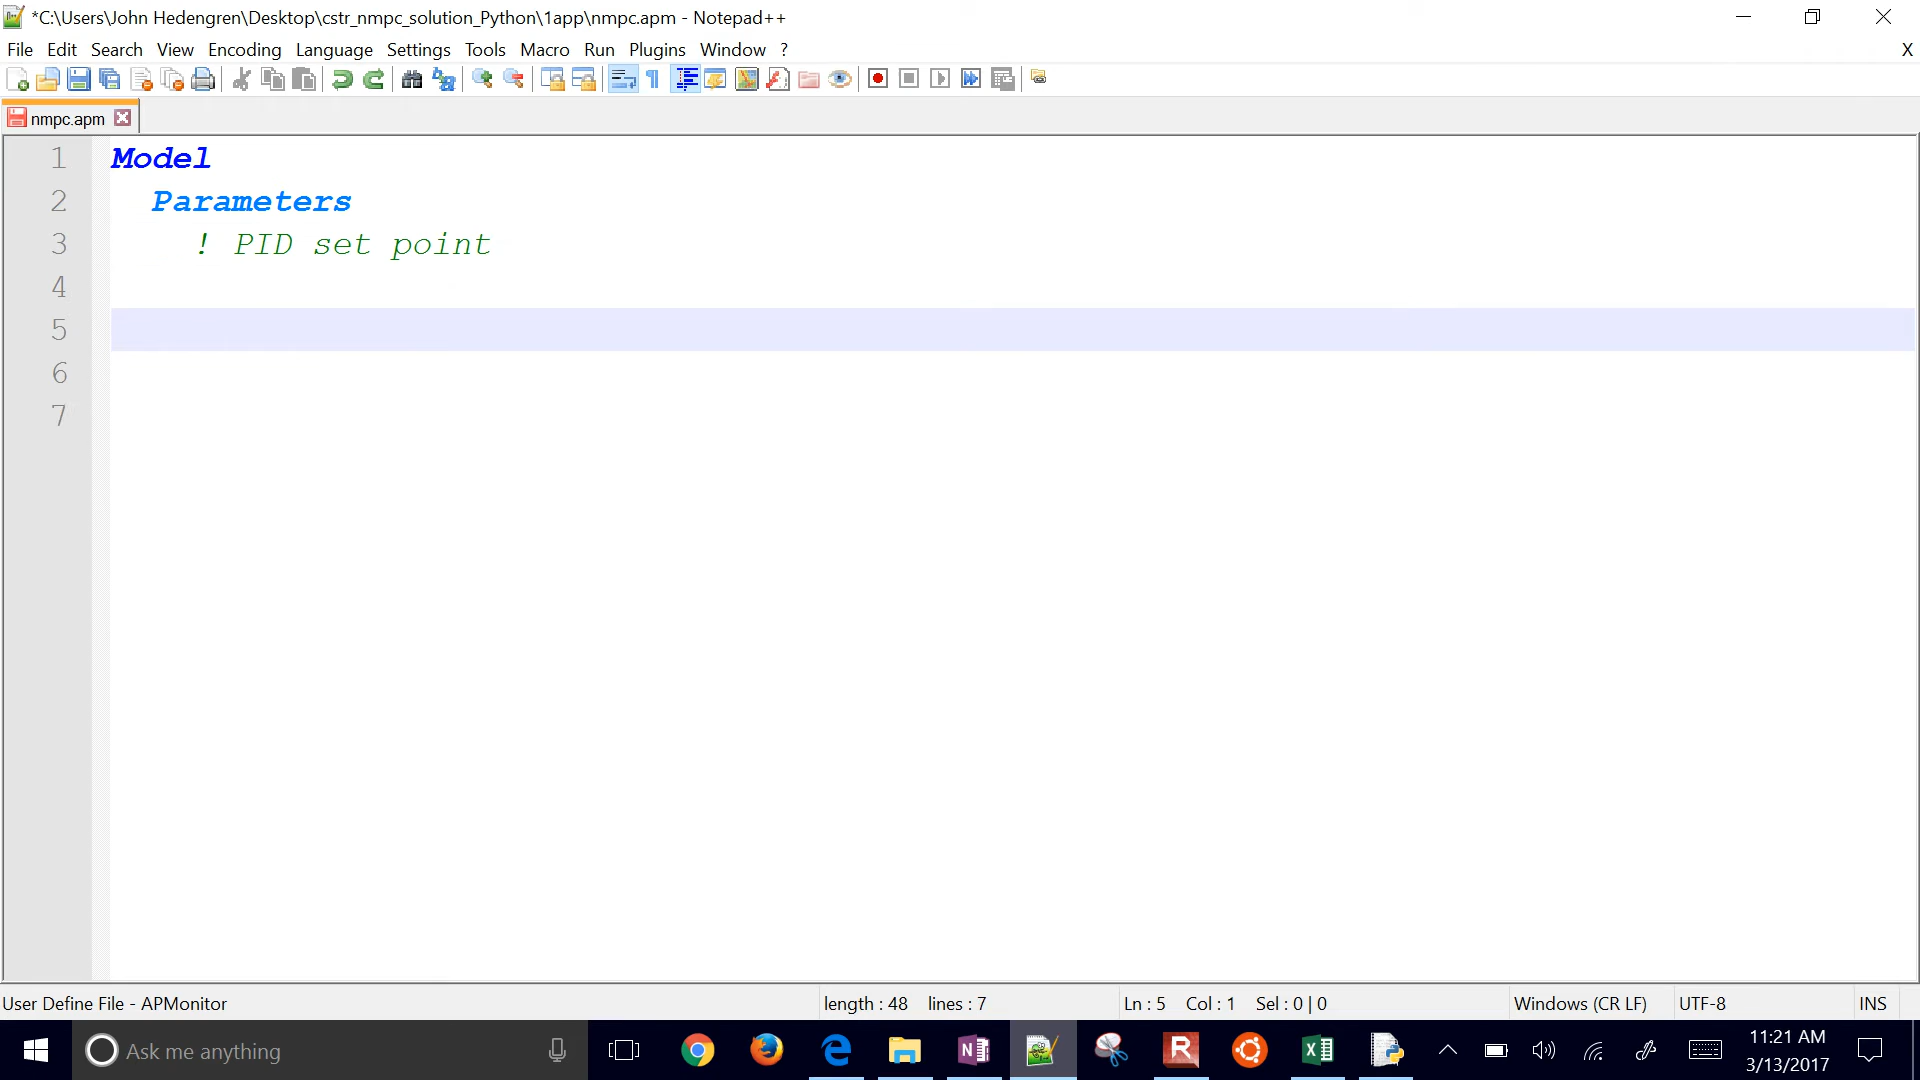 *C:\Users\John Hedengren\Desktop\cstr_nmpc_solution_Python\1app\nmpc.apm - Notepad++
File Edit Search View Encoding Language Settings Tools Macro Run Plugins Window ? X
nmpc.apm
1 Model
2 Parameters
3 ! PID set point
4
5
6
7
User Define File - APMonitor length : 48 lines : 7 Ln : 5 Col : 1 Sel : 0 | 0 Windows (CR LF) UTF-8 INS
Ask me anything 11:21 AM
3/13/2017